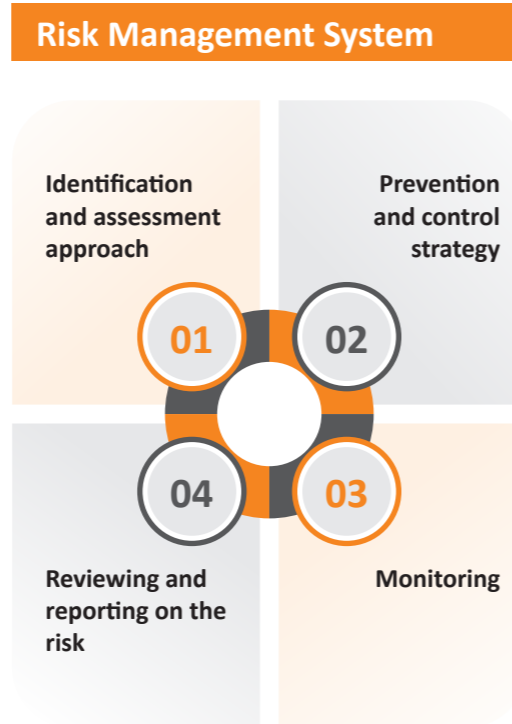 Risk Management System
Identification
and assessment
approach
01
Prevention
and control
strategy
02
03
Monitoring
04
Reviewing and
reporting on the
risk